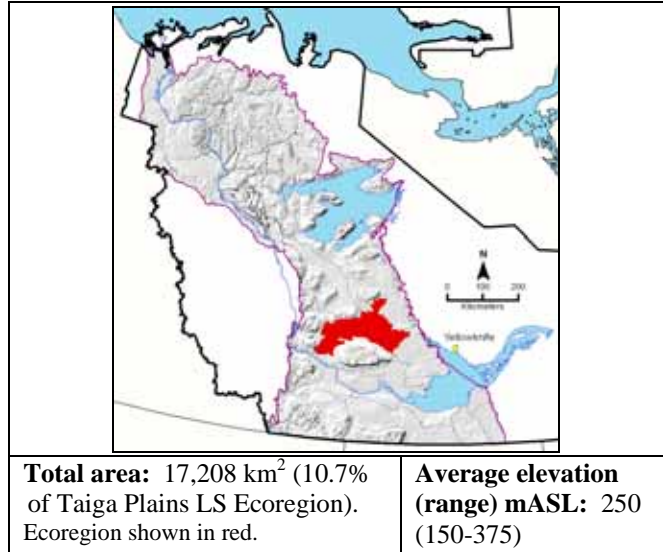 N
0 100 200
Kilometers
Yellowknife
Total area: 17,208 km2 (10.7%
of Taiga Plains LS Ecoregion).
Ecoregion shown in red.
Average elevation
(range) mASL: 250
(150-375)